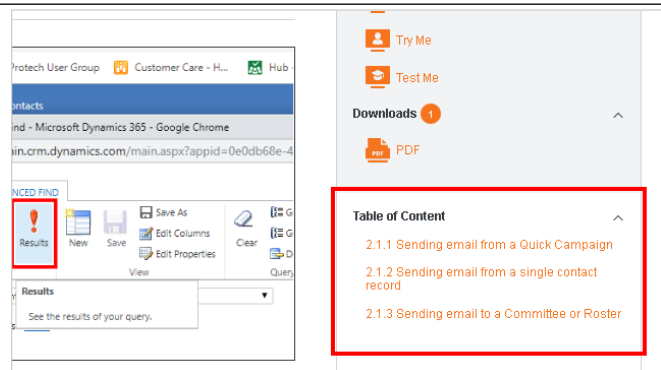 Protech User Group
Customer Care - H...
Hub -
ontacts
ind - Microsoft Dynamics 365 - Google Chrome
in.crm.dynamics.com/main.aspx?appid=0e0db68e-4
NCED FIND
Results
New
Save
Save As
Edit Columns
Edit Properties
View
Clear
G
G
D
Query
Results
See the results of your query.
Try Me
Test Me
Downloads 1
PDF
PDF
Table of Content
2.1.1 Sending email from a Quick Campaign
2.1.2 Sending email from a single contact
record
2.1.3 Sending email to a Committee or Roster